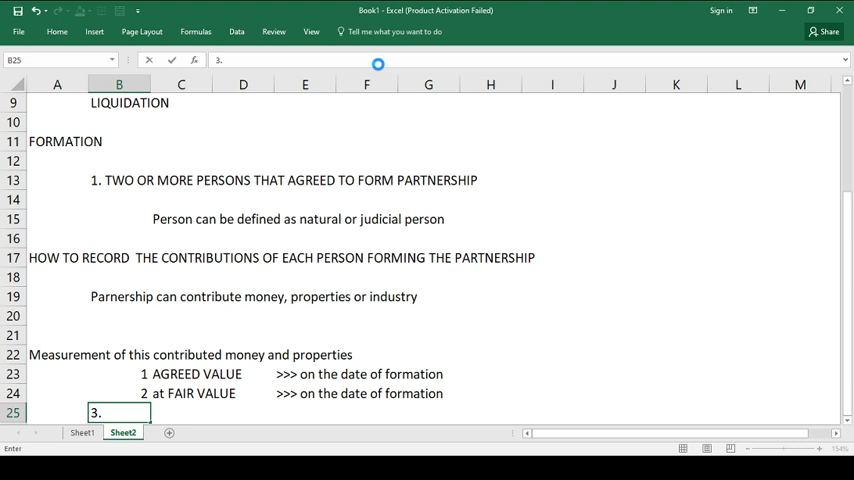 Book1 - Excel (Product Activation Failed)
Sign in
File Home Insert Page Layout Formulas Data Review View Tell me what you want to do Share
B25 fx 3.
A B C D E F G H I J K L M
9 LIQUIDATION
10
11 FORMATION
12
13 1. TWO OR MORE PERSONS THAT AGREED TO FORM PARTNERSHIP
14
15 Person can be defined as natural or judicial person
16
17 HOW TO RECORD THE CONTRIBUTIONS OF EACH PERSON FORMING THE PARTNERSHIP
18
19 Parnership can contribute money, properties or industry
20
21
22 Measurement of this contributed money and properties
23 1 AGREED VALUE >>> on the date of formation
24 2 at FAIR VALUE >>> on the date of formation
25 3.
Sheet1 Sheet2
Enter 154%